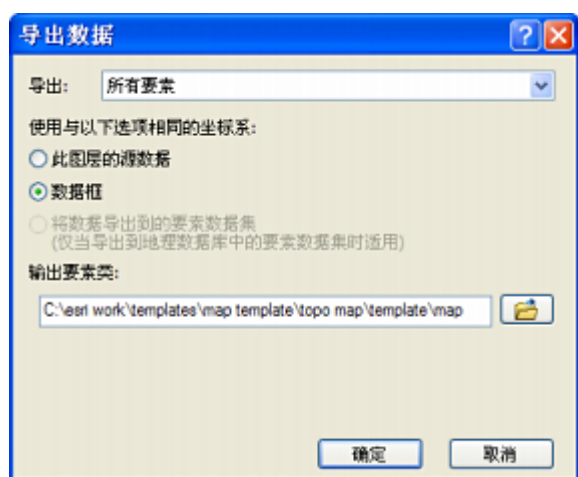 导出数据
导出: 所有要素
使用与以下选项相同的坐标系:
此图层的源数据
数据框
将数据导出到的要素数据集
(仅当导出到地理数据库中的要素数据集时适用)
输出要素类:
C:\esri work\templates\map template\topo map\template\map
确定 取消